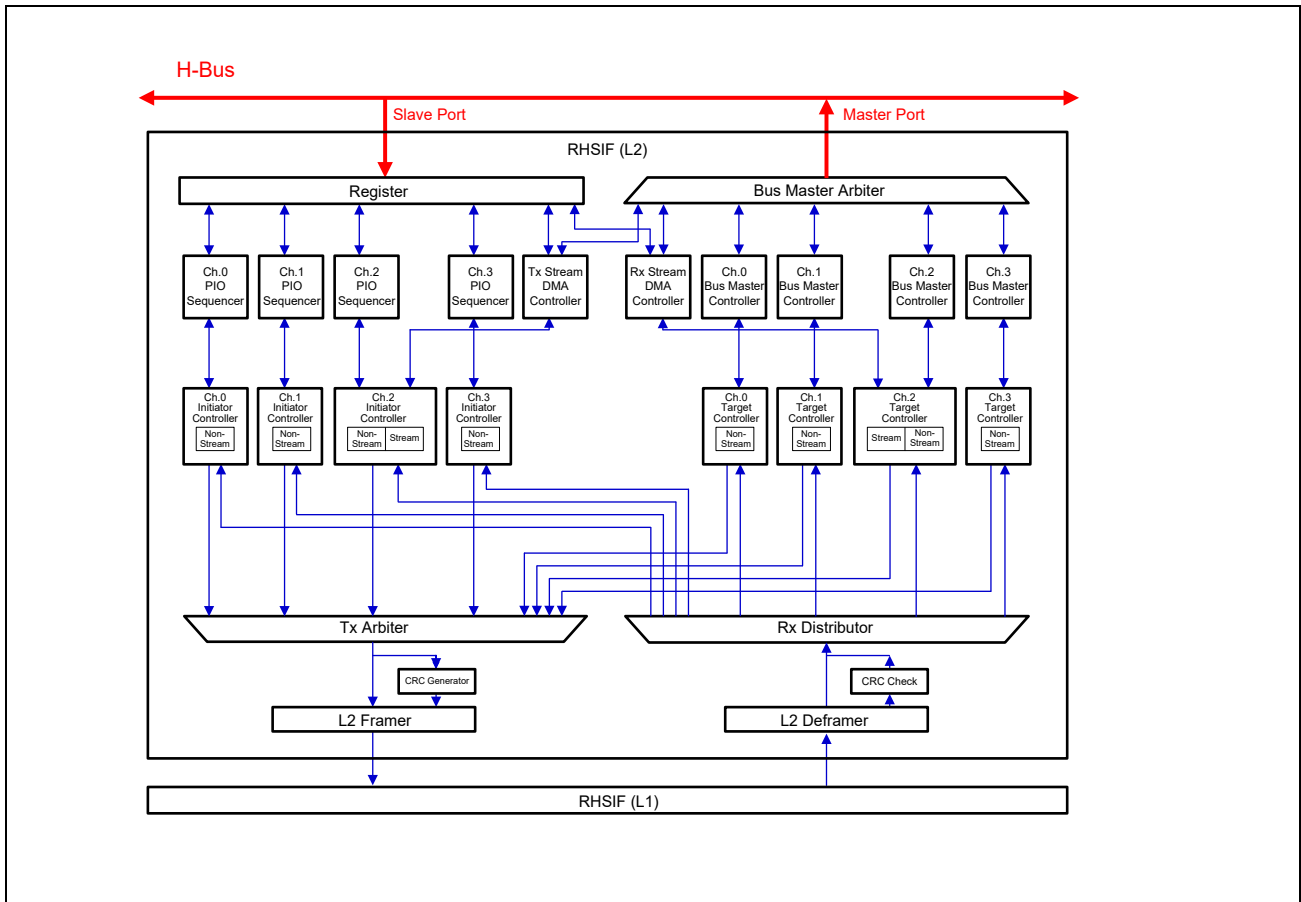 H-Bus
Slave Port
Master Port
RHSIF (L2)
Register
Bus Master Arbiter
Ch.0
PIO
Sequencer
Ch.1
PIO
Sequencer
Ch.2
PIO
Sequencer
Ch.3
PIO
Sequencer
Tx Stream
DMA
Controller
Rx Stream
DMA
Controller
Ch.0
Bus Master
Controller
Ch.1
Bus Master
Controller
Ch.2
Bus Master
Controller
Ch.3
Bus Master
Controller
Ch.0
Initiator
Controller
Non-
Stream
Ch.1
Initiator
Controller
Non-
Stream
Ch.2
Initiator
Controller
Non-
Stream
Stream
Ch.3
Initiator
Controller
Non-
Stream
Ch.0
Target
Controller
Non-
Stream
Ch.1
Target
Controller
Non-
Stream
Ch.2
Target
Controller
Stream
Non-
Stream
Ch.3
Target
Controller
Non-
Stream
Tx Arbiter
Rx Distributor
CRC Generator
CRC Check
L2 Framer
L2 Deframer
RHSIF (L1)